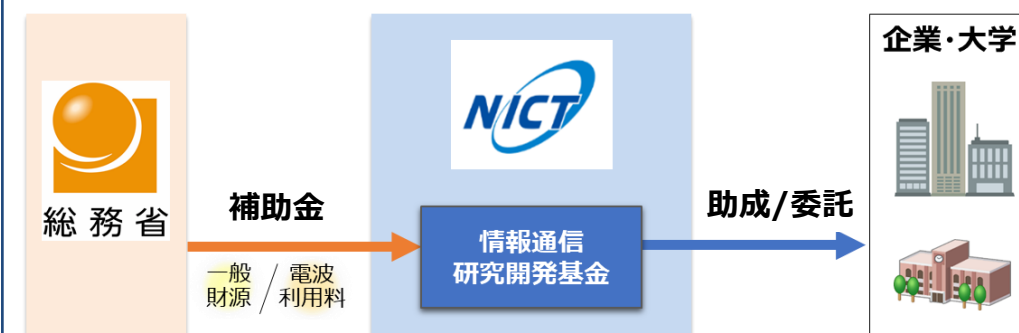 総務省
補助金
一般 / 電波
財源 / 利用料
NICT
情報通信
研究開発基金
助成/委託
企業・大学